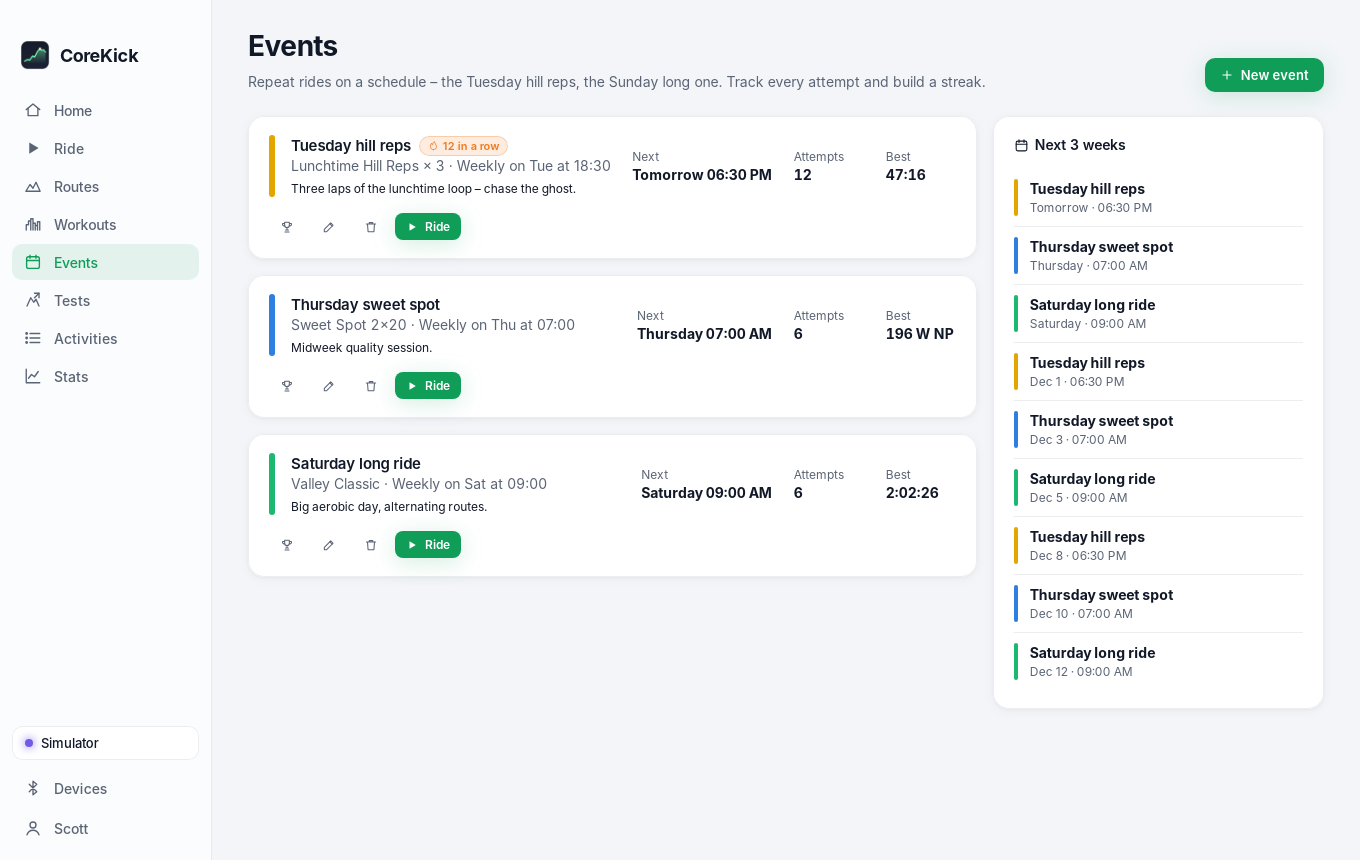 CoreKick
Home
Ride
Routes
Workouts
Events
Tests
Activities
Stats
Simulator
Devices
Scott
Events
Repeat rides on a schedule – the Tuesday hill reps, the Sunday long one. Track every attempt and build a streak.
New event
Tuesday hill reps 12 in a row
Lunchtime Hill Reps × 3 · Weekly on Tue at 18:30
Three laps of the lunchtime loop – chase the ghost.
Next Attempts Best
Tomorrow 06:30 PM 12 47:16
Ride
Thursday sweet spot
Sweet Spot 2×20 · Weekly on Thu at 07:00
Midweek quality session.
Next Attempts Best
Thursday 07:00 AM 6 196 W NP
Ride
Saturday long ride
Valley Classic · Weekly on Sat at 09:00
Big aerobic day, alternating routes.
Next Attempts Best
Saturday 09:00 AM 6 2:02:26
Ride
Next 3 weeks
Tuesday hill reps
Tomorrow · 06:30 PM
Thursday sweet spot
Thursday · 07:00 AM
Saturday long ride
Saturday · 09:00 AM
Tuesday hill reps
Dec 1 · 06:30 PM
Thursday sweet spot
Dec 3 · 07:00 AM
Saturday long ride
Dec 5 · 09:00 AM
Tuesday hill reps
Dec 8 · 06:30 PM
Thursday sweet spot
Dec 10 · 07:00 AM
Saturday long ride
Dec 12 · 09:00 AM